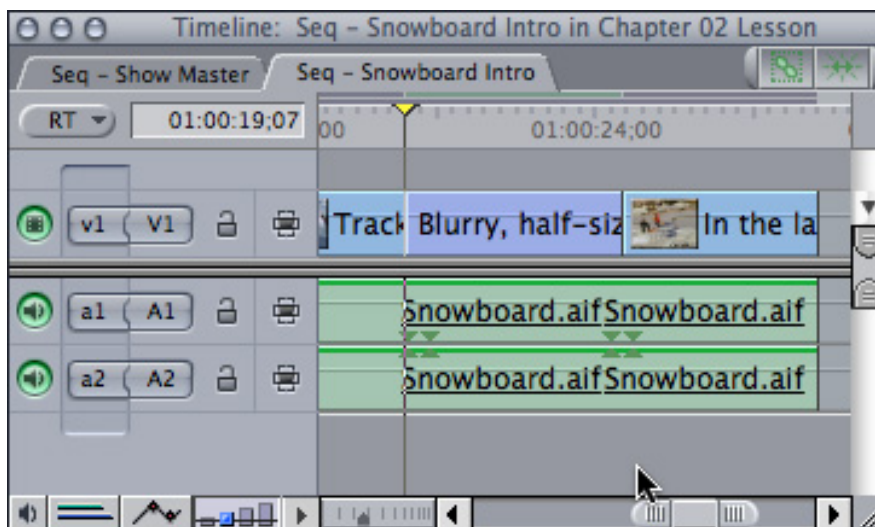 Timeline: Seq – Snowboard Intro in Chapter 02 Lesson
Seq – Show Master Seq – Snowboard Intro
RT 01:00:19;07 00 01:00:24;00
v1 V1 Track Blurry, half-siz In the la
a1 A1 Snowboard.aif Snowboard.aif
a2 A2 Snowboard.aif Snowboard.aif